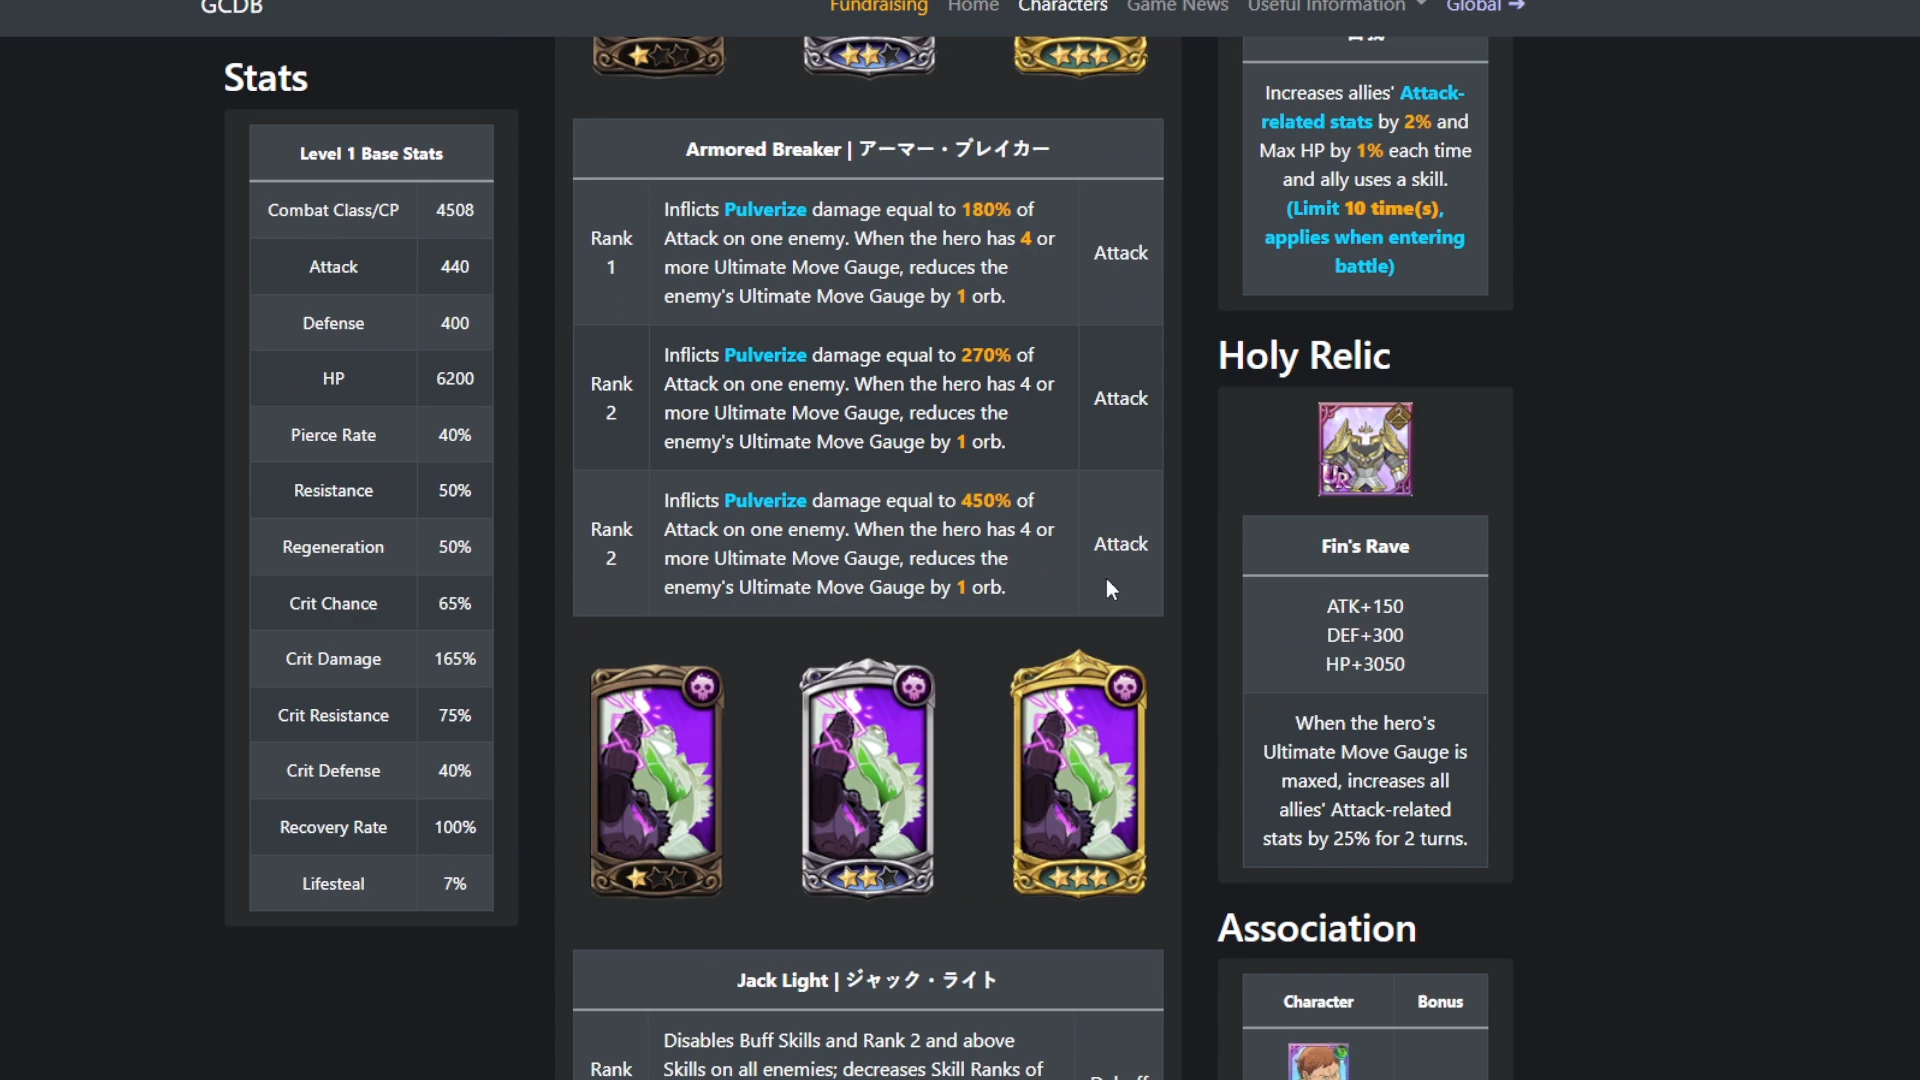 GCDB
Fundraising
Home
Characters
Game News
Useful Information
Global
Stats
Level 1 Base Stats
Combat Class/CP 4508
Attack 440
Defense 400
HP 6200
Pierce Rate 40%
Resistance 50%
Regeneration 50%
Crit Chance 65%
Crit Damage 165%
Crit Resistance 75%
Crit Defense 40%
Recovery Rate 100%
Lifesteal 7%
Armored Breaker | アーマー・ブレイカー
Rank
1
Inflicts Pulverize damage equal to 180% of
Attack on one enemy. When the hero has 4 or
more Ultimate Move Gauge, reduces the
enemy's Ultimate Move Gauge by 1 orb.
Attack
Rank
2
Inflicts Pulverize damage equal to 270% of
Attack on one enemy. When the hero has 4 or
more Ultimate Move Gauge, reduces the
enemy's Ultimate Move Gauge by 1 orb.
Attack
Rank
2
Inflicts Pulverize damage equal to 450% of
Attack on one enemy. When the hero has 4 or
more Ultimate Move Gauge, reduces the
enemy's Ultimate Move Gauge by 1 orb.
Attack
Jack Light | ジャック・ライト
Rank
Disables Buff Skills and Rank 2 and above
Skills on all enemies; decreases Skill Ranks of
Increases allies' Attack-
related stats by 2% and
Max HP by 1% each time
and ally uses a skill.
(Limit 10 time(s),
applies when entering
battle)
Holy Relic
UR
Fin's Rave
ATK+150
DEF+300
HP+3050
When the hero's
Ultimate Move Gauge is
maxed, increases all
allies' Attack-related
stats by 25% for 2 turns.
Association
Character Bonus